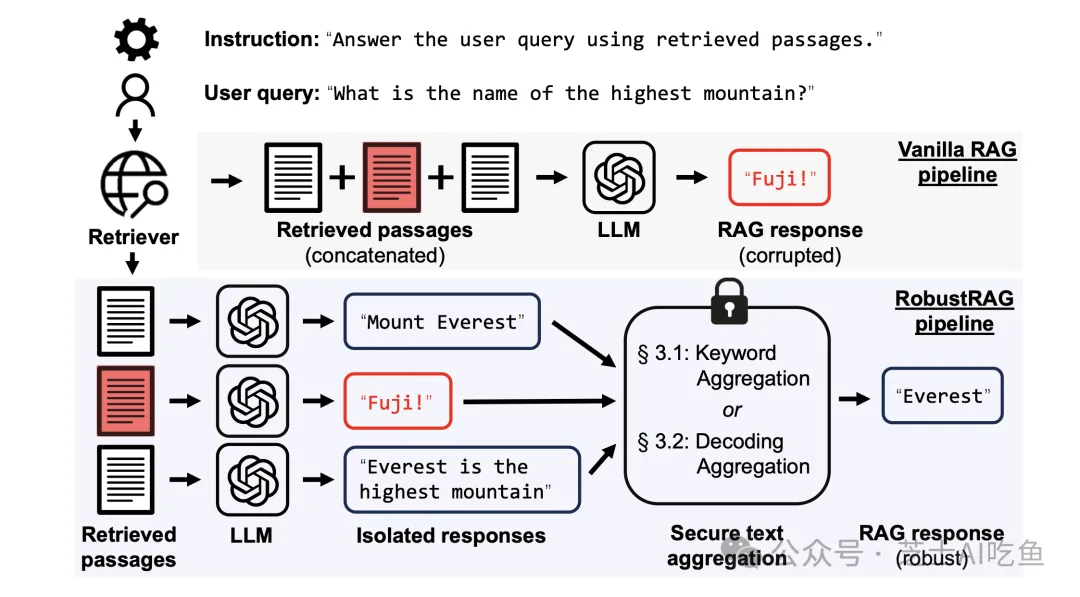 Instruction: “Answer the user query using retrieved passages.”
User query: “What is the name of the highest mountain?”
Vanilla RAG
pipeline
“Fuji!”
Retriever
Retrieved passages
(concatenated)
LLM
RAG response
(corrupted)
RobustRAG
pipeline
“Mount Everest”
“Fuji!”
“Everest is the
highest mountain”
§ 3.1: Keyword
Aggregation
or
§ 3.2: Decoding
Aggregation
“Everest”
Retrieved
passages
LLM
Isolated responses
Secure text
aggregation
RAG response
(robust)
公众号 · 芝士AI吃鱼